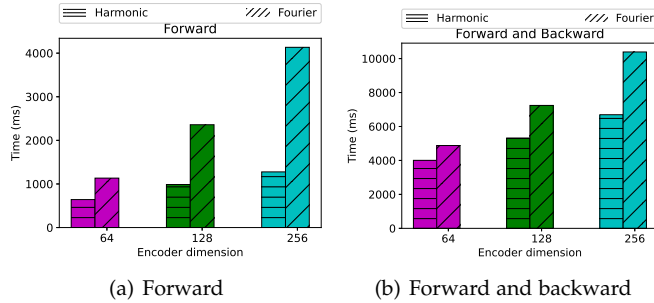 Harmonic Fourier
Forward
Time (ms)
4000
3000
2000
1000
0
64 128 256
Encoder dimension
(a) Forward
Harmonic Fourier
Forward and Backward
Time (ms)
10000
8000
6000
4000
2000
0
64 128 256
Encoder dimension
(b) Forward and backward